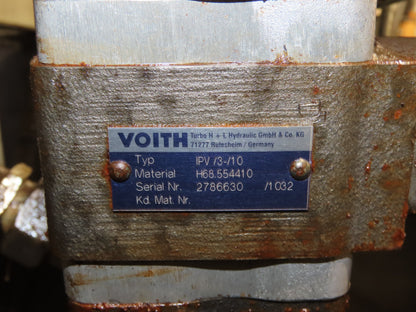 VOITH Turbo H + L Hydraulic GmbH & Co. KG
71277 Rutesheim / Germany
Typ IPV /3-/10
Material H68.554410
Serial Nr. 2786630 /1032
Kd. Mat. Nr.